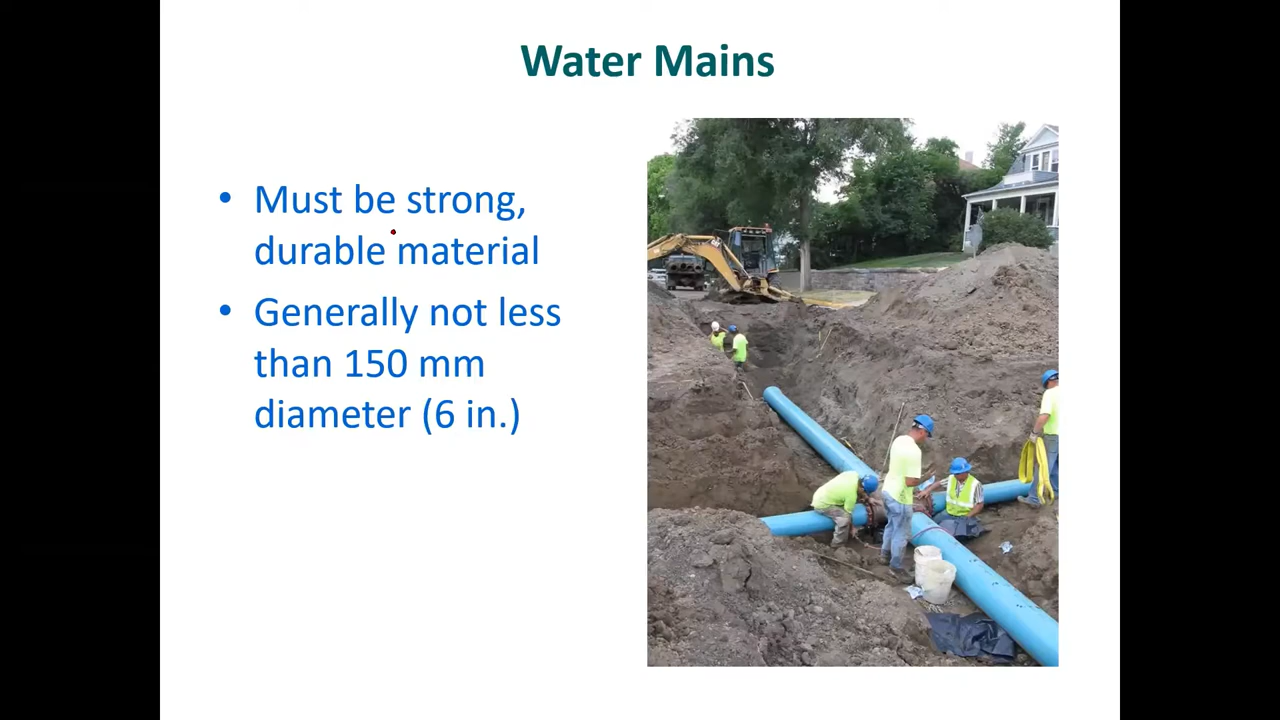 Water Mains
• Must be strong,
durable material
• Generally not less
than 150 mm
diameter (6 in.)